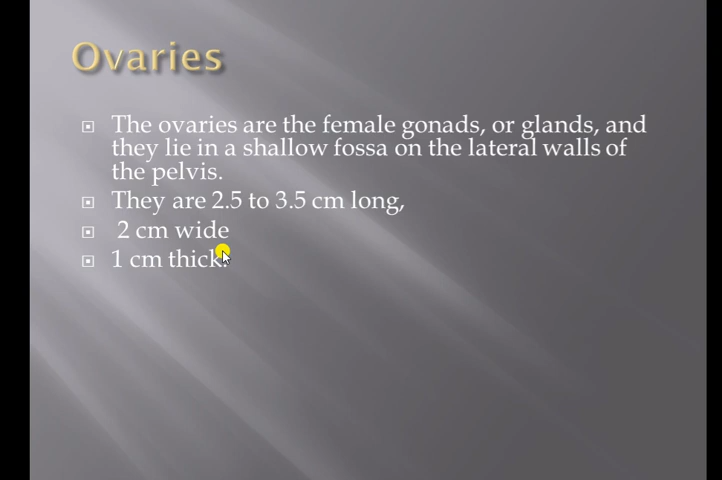 Ovaries
The ovaries are the female gonads, or glands, and
they lie in a shallow fossa on the lateral walls of
the pelvis.
They are 2.5 to 3.5 cm long,
2 cm wide
1 cm thick.